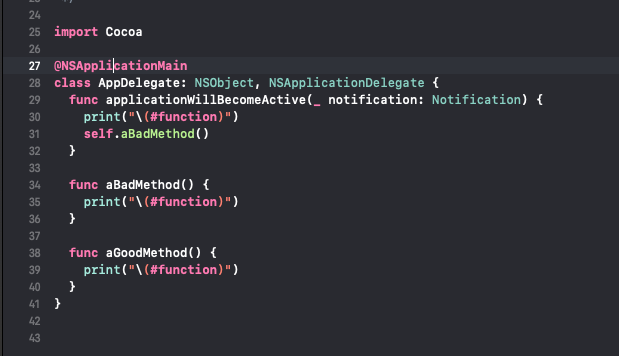 24
25 import Cocoa
26
27 @NSApplicationMain
28 class AppDelegate: NSObject, NSApplicationDelegate {
29   func applicationWillBecomeActive(_ notification: Notification) {
30     print("\(#function)")
31     self.aBadMethod()
32   }
33
34   func aBadMethod() {
35     print("\(#function)")
36   }
37
38   func aGoodMethod() {
39     print("\(#function)")
40   }
41 }
42
43